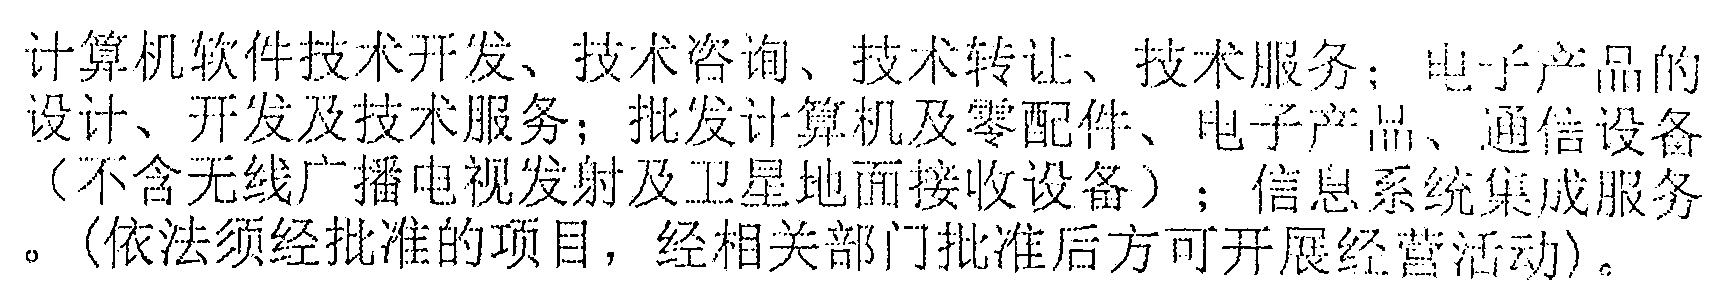 计算机软件技术开发、技术咨询、技术转让、技术服务；电子产品的
设计、开发及技术服务；批发计算机及零配件、电子产品、通信设备
（不含无线广播电视发射及卫星地面接收设备）；信息系统集成服务
。(依法须经批准的项目，经相关部门批准后方可开展经营活动)。